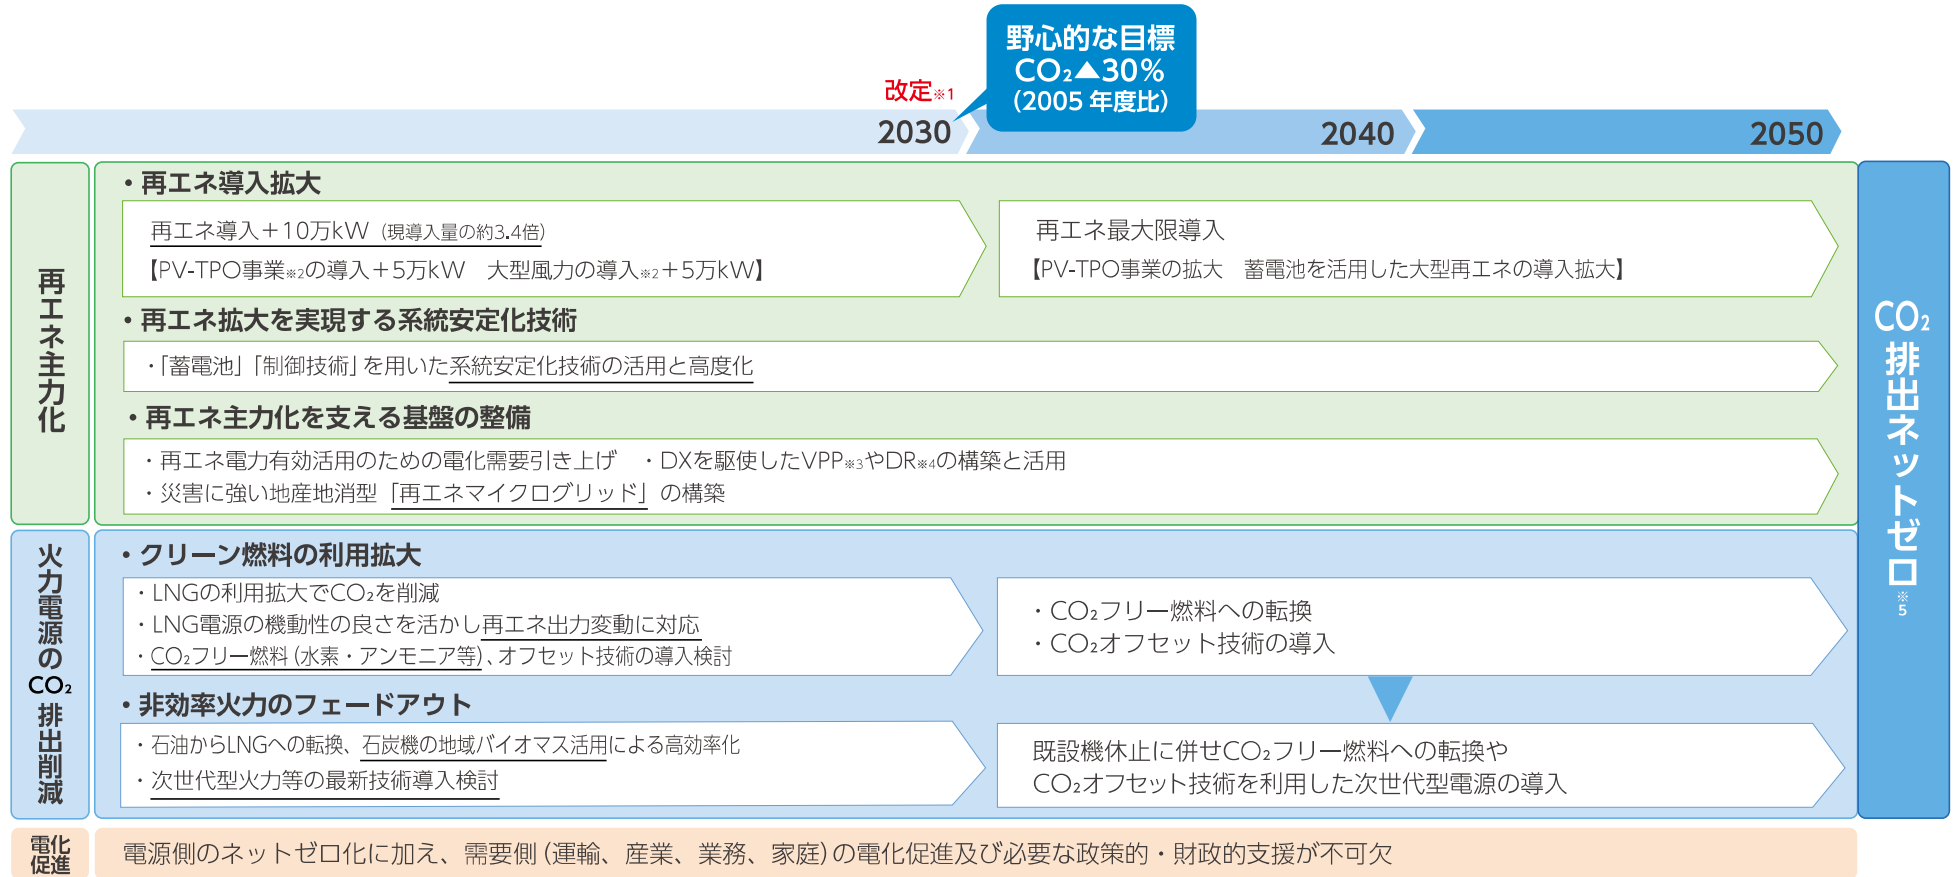 野心的な目標
CO₂▲30%
(2005年度比)
改定※1
2030
2040
2050
再エネ主力化
・再エネ導入拡大
再エネ導入+10万kW (現導入量の約3.4倍)
【PV-TPO事業※2の導入+5万kW 大型風力の導入※2+5万kW】
再エネ最大限導入
【PV-TPO事業の拡大 蓄電池を活用した大型再エネの導入拡大】
・再エネ拡大を実現する系統安定化技術
・「蓄電池」「制御技術」を用いた系統安定化技術の活用と高度化
・再エネ主力化を支える基盤の整備
・再エネ電力有効活用のための電化需要引き上げ ・DXを駆使したVPP※3やDR※4の構築と活用
・災害に強い地産地消型「再エネマイクログリッド」の構築
火力電源のCO₂排出削減
・クリーン燃料の利用拡大
・LNGの利用拡大でCO₂を削減
・LNG電源の機動性の良さを活かし再エネ出力変動に対応
・CO₂フリー燃料(水素・アンモニア等)、オフセット技術の導入検討
・CO₂フリー燃料への転換
・CO₂オフセット技術の導入
・非効率火力のフェードアウト
・石油からLNGへの転換、石炭機の地域バイオマス活用による高効率化
・次世代型火力等の最新技術導入検討
既設機休止に併せCO₂フリー燃料への転換や
CO₂オフセット技術を利用した次世代型電源の導入
CO₂排出ネットゼロ※5
電化
促進
電源側のネットゼロ化に加え、需要側(運輸、産業、業務、家庭)の電化促進及び必要な政策的・財政的支援が不可欠